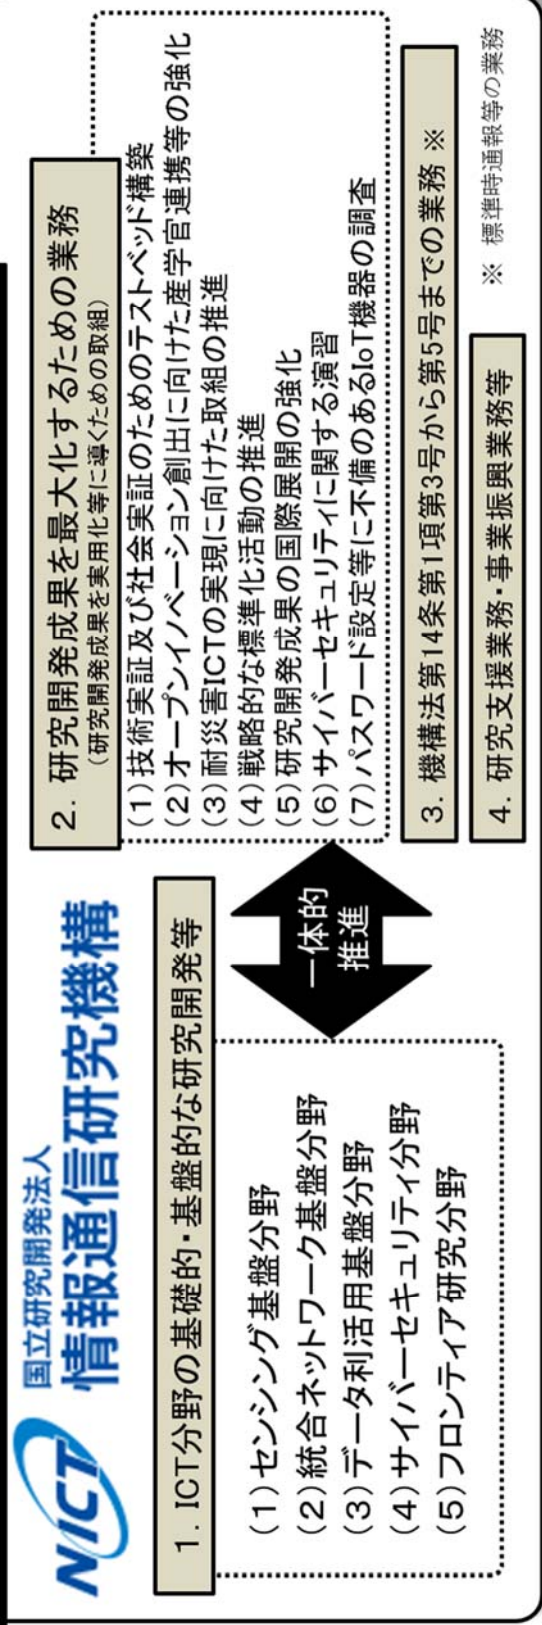 NICT
国立研究開発法人
情報通信研究機構
1. ICT分野の基礎的・基盤的な研究開発等
(1)センシング基盤分野
(2)統合ネットワーク基盤分野
(3)データ利活用基盤分野
(4)サイバーセキュリティ分野
(5)フロンティア研究分野
一体的
推進
2. 研究開発成果を最大化するための業務
(研究開発成果を実用化等に導くための取組)
(1)技術実証及び社会実証のためのテストベッド構築
(2)オープンイノベーション創出に向けた産学官連携等の強化
(3)耐災害ICTの実現に向けた取組の推進
(4)戦略的な標準化活動の推進
(5)研究開発成果の国際展開の強化
(6)サイバーセキュリティに関する演習
(7)パスワード設定等に不備のあるIoT機器の調査
3. 機構法第14条第1項第3号から第5号までの業務 ※
4. 研究支援業務・事業振興業務等
※ 標準時通報等の業務